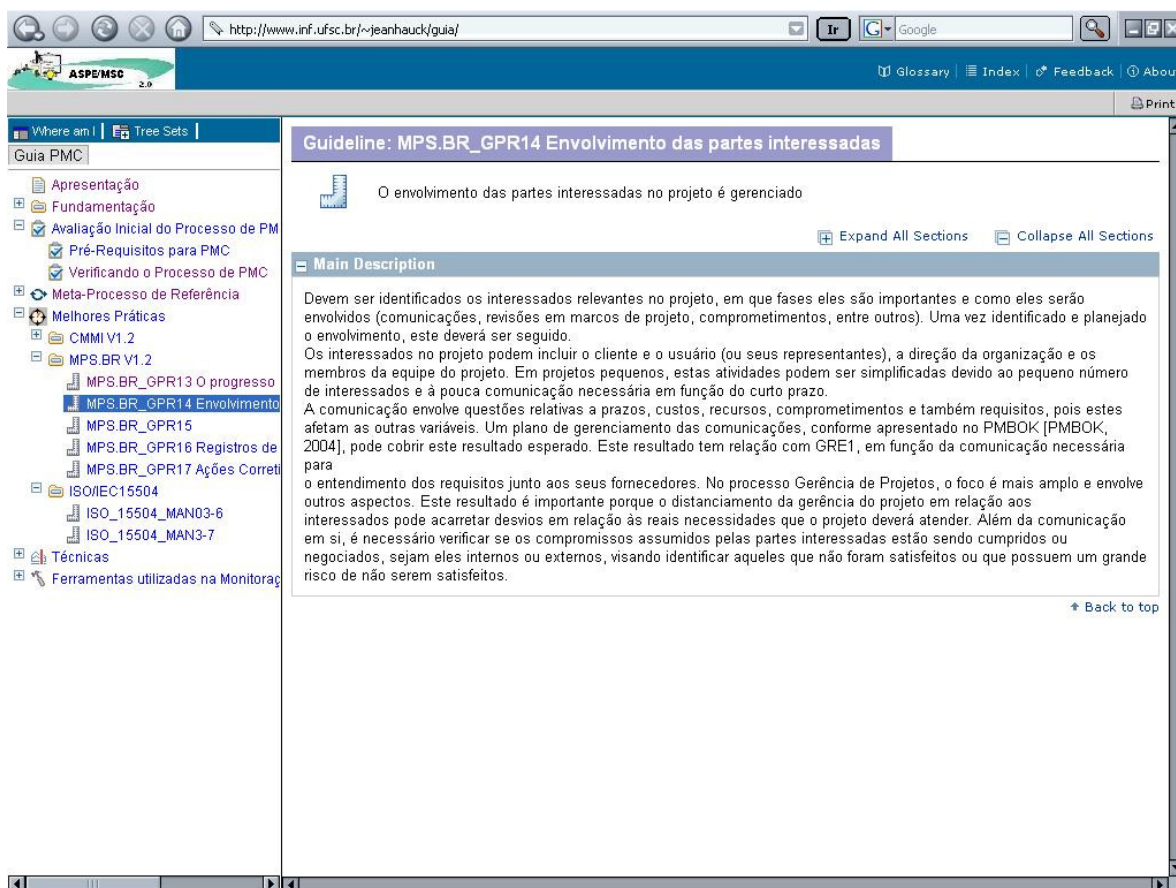 http://www.inf.ufsc.br/~jeanhauck/guia/
Ir
G
Google
ASPE/MSC
2.0
Glossary
Index
Feedback
Abou
Print
Where am I
Tree Sets
Guia PMC
Apresentação
Fundamentação
Avaliação Inicial do Processo de PM
Pré-Requisitos para PMC
Verificando o Processo de PMC
Meta-Processo de Referência
Melhores Práticas
CMMI V1.2
MPS.BR V1.2
MPS.BR_GPR13 O progresso
MPS.BR_GPR14 Envolvimento
MPS.BR_GPR15
MPS.BR_GPR16 Registros de
MPS.BR_GPR17 Ações Correti
ISO/IEC15504
ISO_15504_MAN03-6
ISO_15504_MAN3-7
Técnicas
Ferramentas utilizadas na Monitoraç
Guideline: MPS.BR_GPR14 Envolvimento das partes interessadas
O envolvimento das partes interessadas no projeto é gerenciado
Expand All Sections
Collapse All Sections
Main Description
Devem ser identificados os interessados relevantes no projeto, em que fases eles são importantes e como eles serão
envolvidos (comunicações, revisões em marcos de projeto, comprometimentos, entre outros). Uma vez identificado e planejado
o envolvimento, este deverá ser seguido.
Os interessados no projeto podem incluir o cliente e o usuário (ou seus representantes), a direção da organização e os
membros da equipe do projeto. Em projetos pequenos, estas atividades podem ser simplificadas devido ao pequeno número
de interessados e à pouca comunicação necessária em função do curto prazo.
A comunicação envolve questões relativas a prazos, custos, recursos, comprometimentos e também requisitos, pois estes
afetam as outras variáveis. Um plano de gerenciamento das comunicações, conforme apresentado no PMBOK [PMBOK,
2004], pode cobrir este resultado esperado. Este resultado tem relação com GRE1, em função da comunicação necessária
para
o entendimento dos requisitos junto aos seus fornecedores. No processo Gerência de Projetos, o foco é mais amplo e envolve
outros aspectos. Este resultado é importante porque o distanciamento da gerência do projeto em relação aos
interessados pode acarretar desvios em relação às reais necessidades que o projeto deverá atender. Além da comunicação
em si, é necessário verificar se os compromissos assumidos pelas partes interessadas estão sendo cumpridos ou
negociados, sejam eles internos ou externos, visando identificar aqueles que não foram satisfeitos ou que possuem um grande
risco de não serem satisfeitos.
Back to top